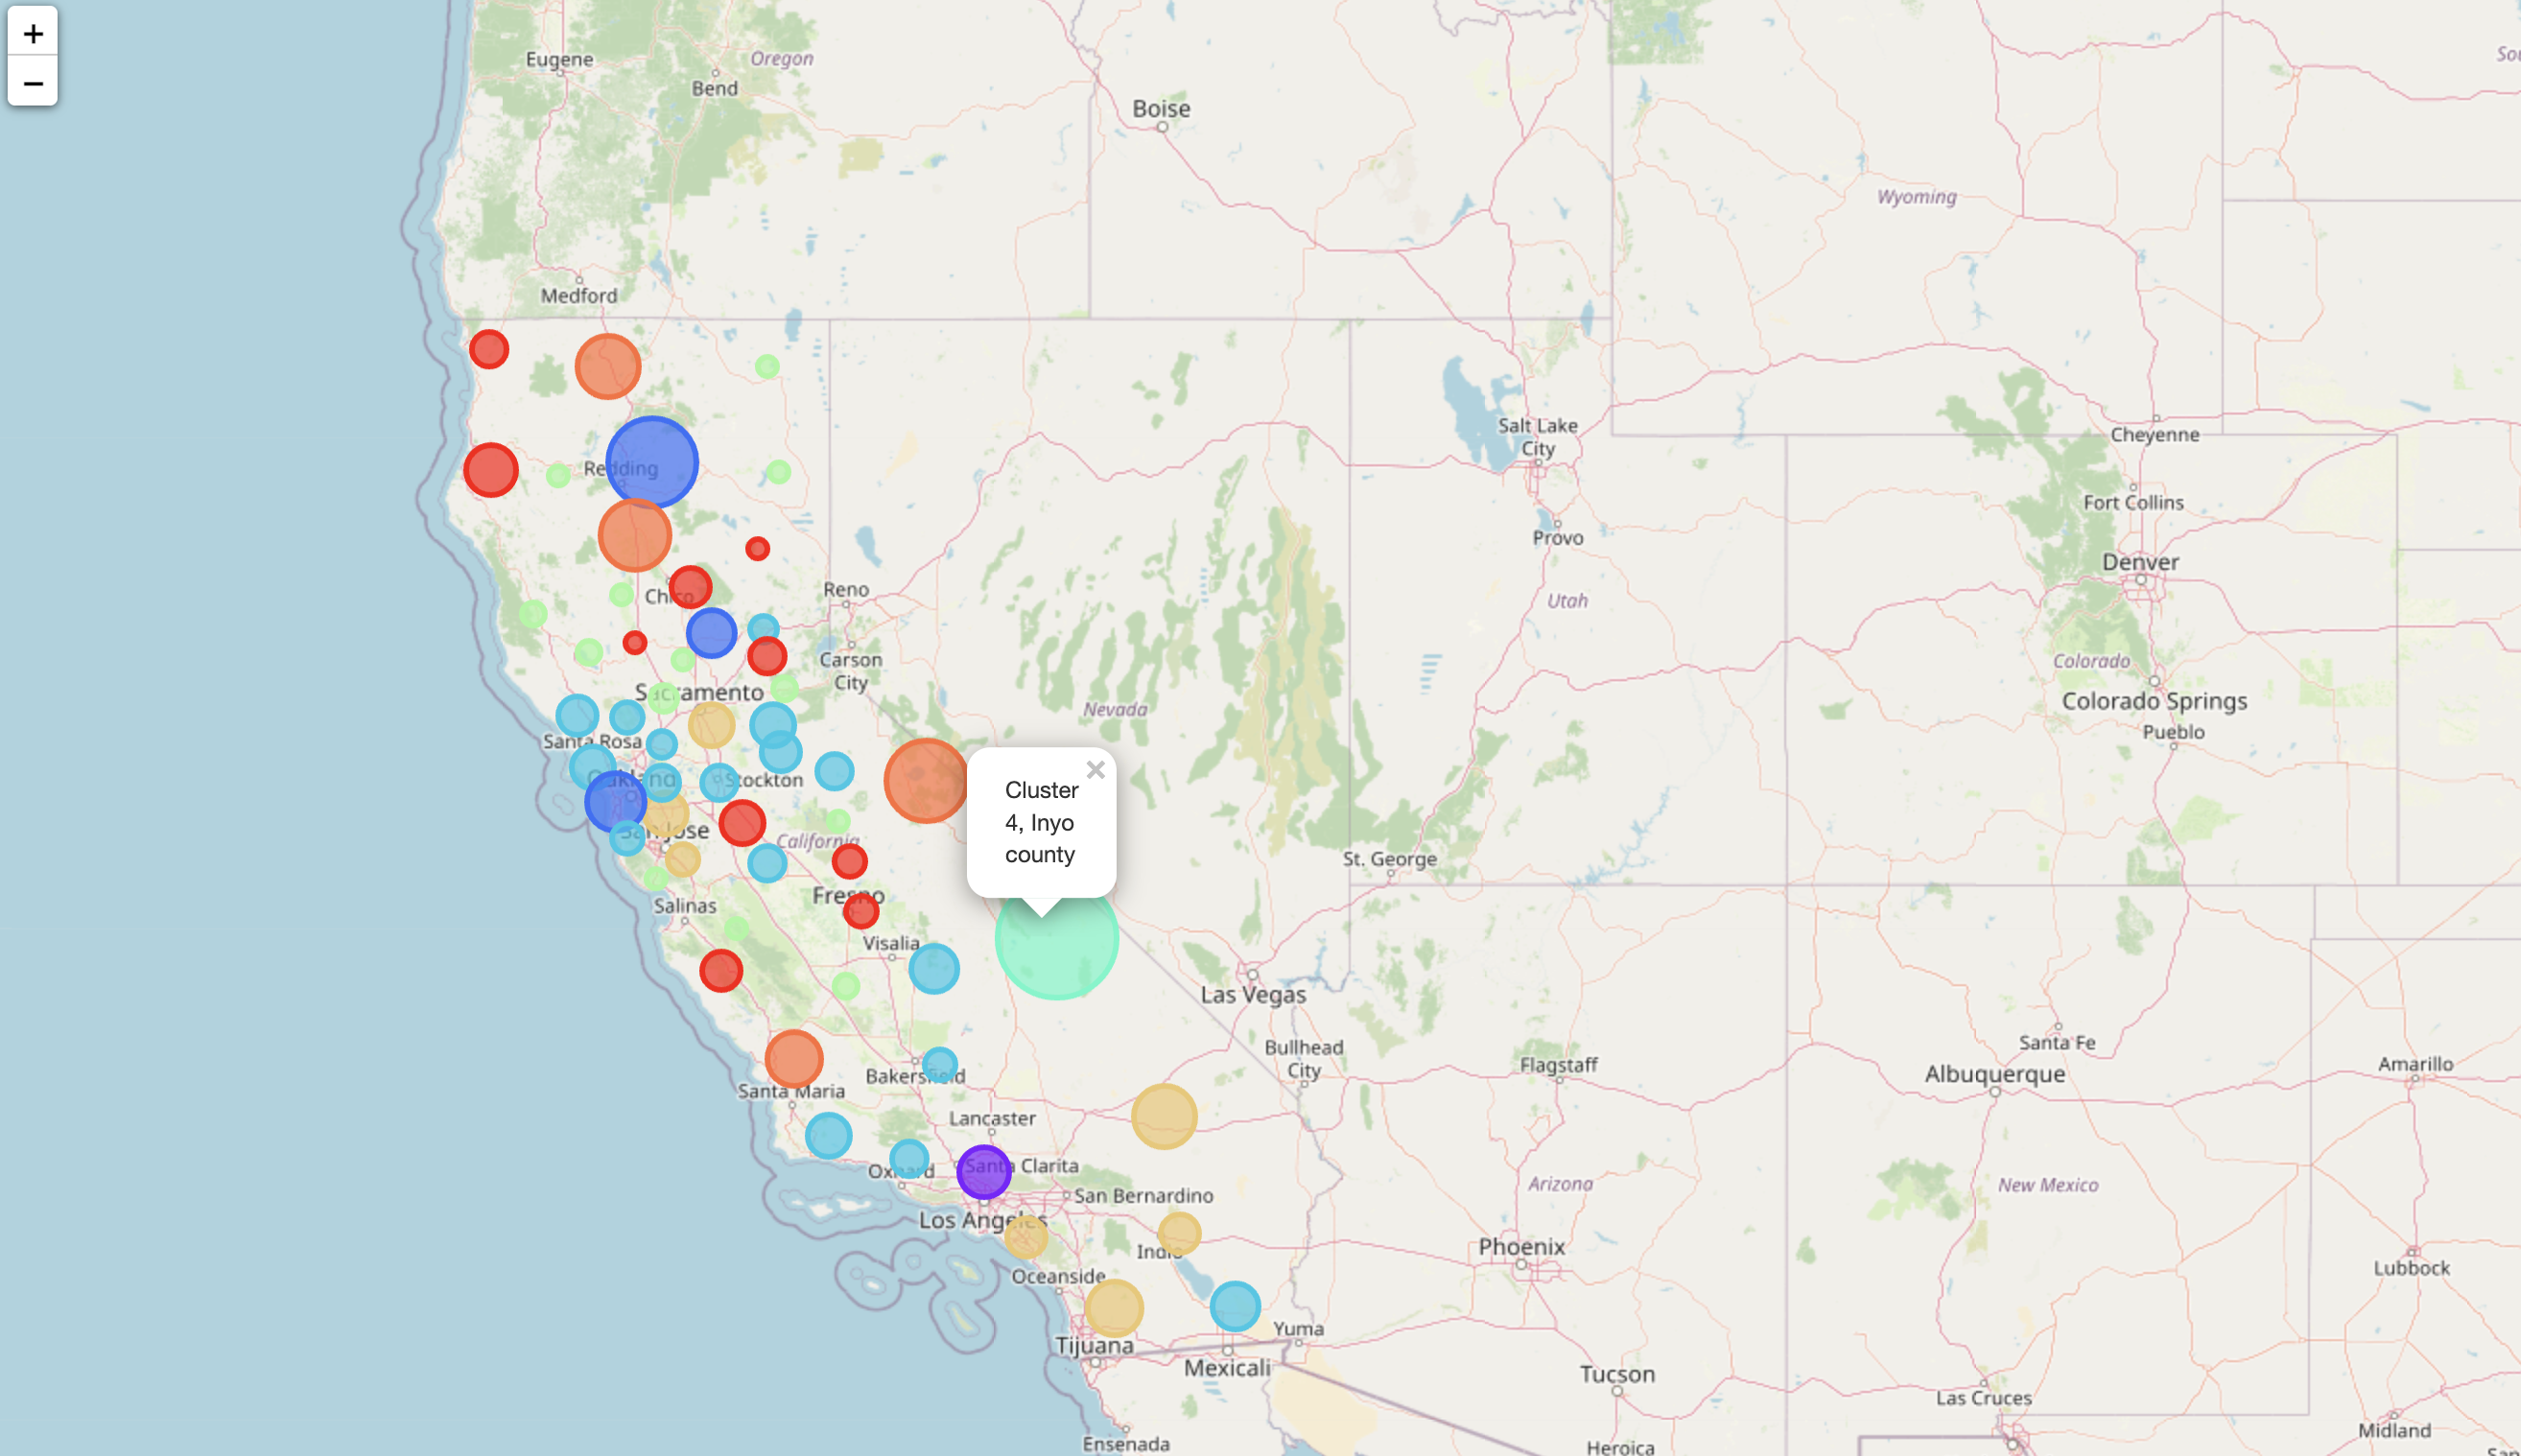 +
−
Eugene
Oregon
Bend
Boise
Wyoming
Medford
Salt Lake
City
Cheyenne
Redding
Fort Collins
Provo
Denver
Reno
Chico
Utah
Carson
City
Colorado
Sacramento
Colorado Springs
Nevada
Pueblo
Santa Rosa
Oakland
Stockton
×
Cluster
4, Inyo
county
San Jose
California
St. George
Fresno
Salinas
Visalia
Las Vegas
Bullhead
City
Santa Fe
Flagstaff
Amarillo
Albuquerque
Bakersfield
Santa Maria
Lancaster
Santa Clarita
Oxnard
San Bernardino
Arizona
New Mexico
Los Angeles
Phoenix
Indio
Lubbock
Oceanside
Yuma
Tijuana
Mexicali
Tucson
Las Cruces
Midland
Ensenada
Heroica